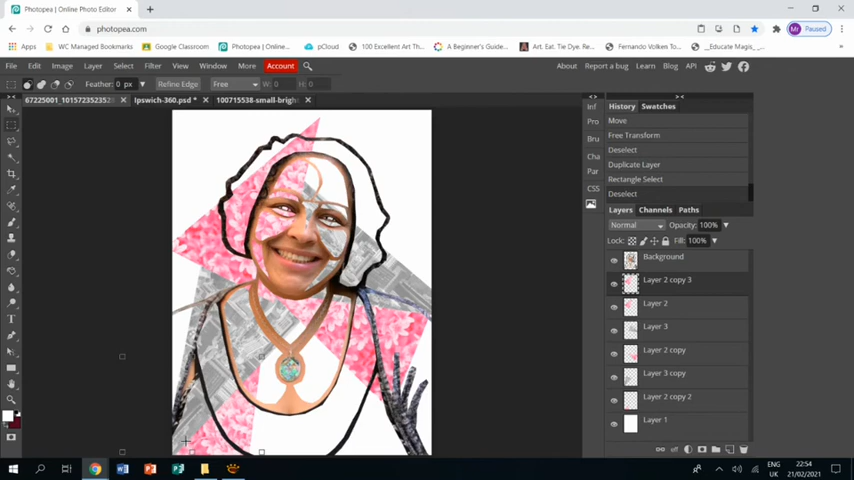 Photopea | Online Photo Editor
photopea.com
Mr
Paused
Apps
WC Managed Bookmarks
Google Classroom
Photopea | Online...
pCloud
100 Excellent Art Th...
A Beginner's Guide...
Art. Eat. Tie Dye. Re...
Fernando Volken To...
__Educate Magis_...
File Edit Image Layer Select Filter View Window More
Account
About Report a bug Learn Blog API
Feather: 0 px
Refine Edge
Free
W: 0
H: 0
67225001_10157235235
Ipswich-360.psd *
100715538-small-brigh
Inf
Pro
Bru
Cha
Par
CSS
History Swatches
Move
Free Transform
Deselect
Duplicate Layer
Rectangle Select
Deselect
Layers Channels Paths
Normal
Opacity: 100%
Lock:
Fill: 100%
Background
Layer 2 copy 3
Layer 2
Layer 3
Layer 2 copy
Layer 3 copy
Layer 2 copy 2
Layer 1
ENG
UK
22:54
21/02/2021